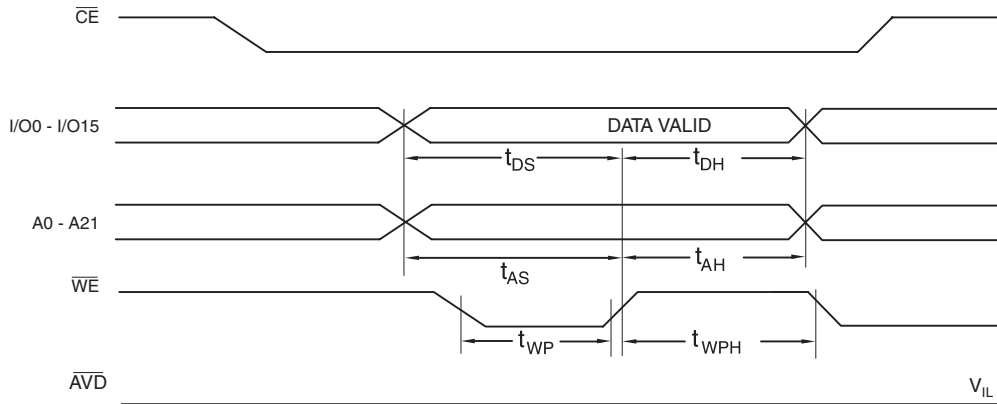 CE
I/O0 - I/O15
DATA VALID
tDS
tDH
A0 - A21
tAS
tAH
WE
tWP
tWPH
AVD
VIL